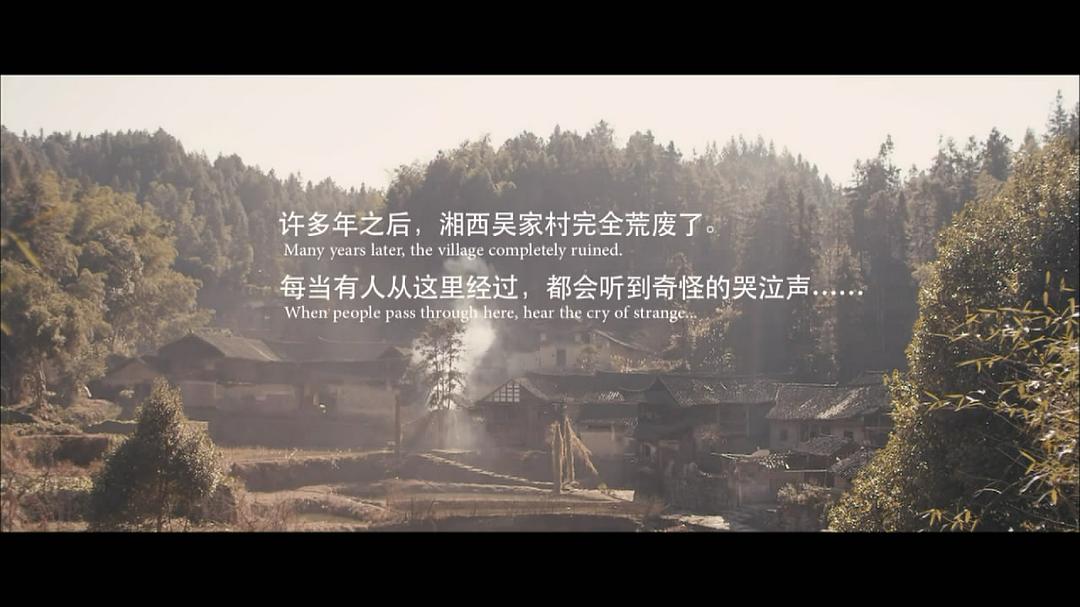 许多年之后，湘西吴家村完全荒废了。
Many years later, the village completely ruined.
每当有人从这里经过，都会听到奇怪的哭泣声……
When people pass through here, hear the cry of strange...